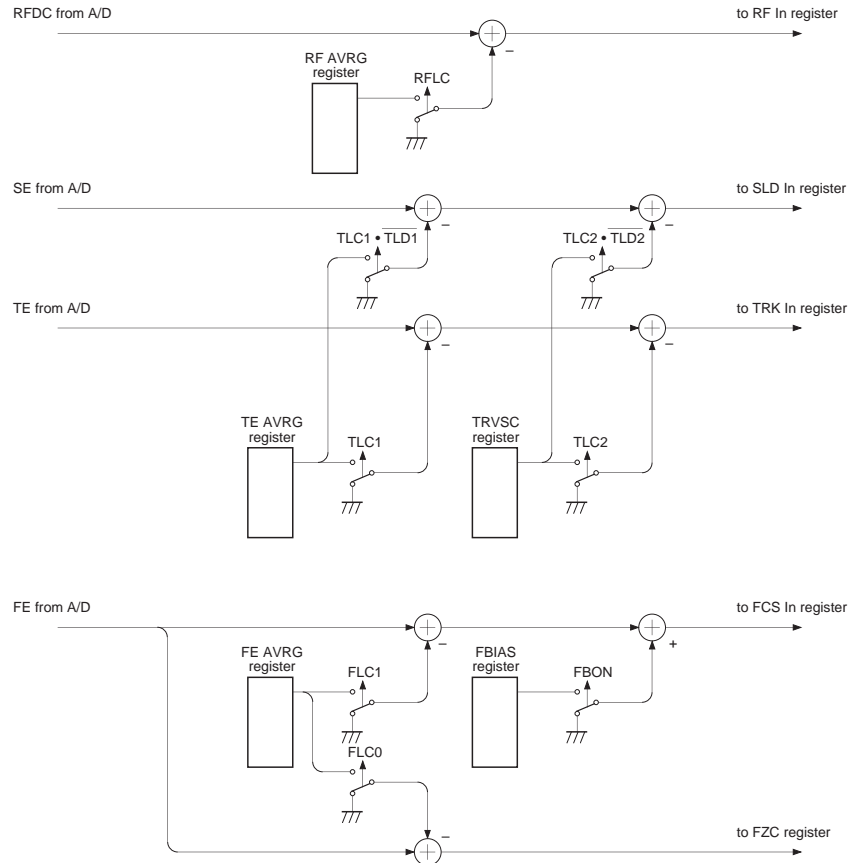 RFDC from A/D
to RF In register
–
RF AVRG
register
RFLC
SE from A/D
to SLD In register
–
–
TLC1 • T̅L̅D̅1̅
TLC2 • T̅L̅D̅2̅
TE from A/D
to TRK In register
–
–
TE AVRG
register
TLC1
TRVSC
register
TLC2
FE from A/D
to FCS In register
–
+
FE AVRG
register
FLC1
FBIAS
register
FBON
FLC0
to FZC register
–